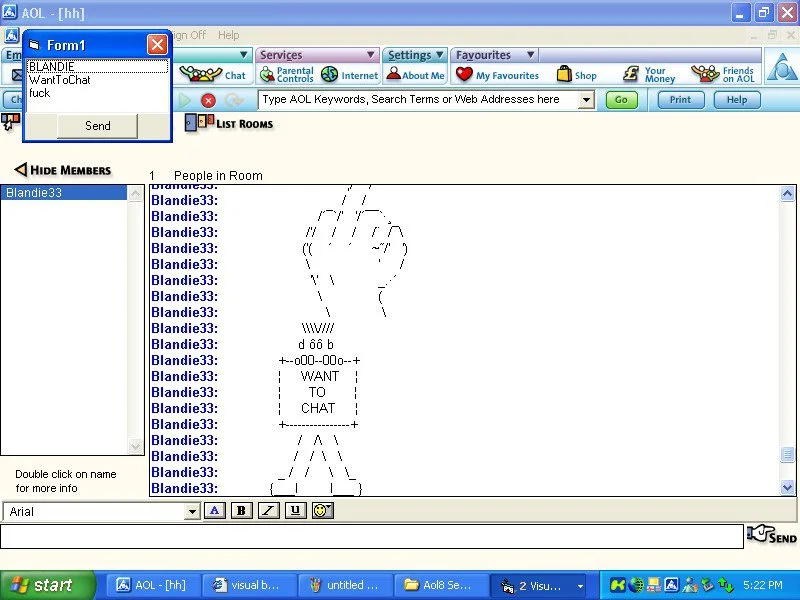 AOL - [hh]
Sign Off Help
Form1
BLANDIE
WantToChat
fuck
Send
Services
Settings
Favourites
Chat
Parental Controls
Internet
About Me
My Favourites
Shop
Your Money
Friends on AOL
Type AOL Keywords, Search Terms or Web Addresses here
Go
Print
Help
LIST ROOMS
HIDE MEMBERS
1 People in Room
Blandie33
Blandie33: ,/ /
Blandie33: / /
Blandie33: /´¯`/' '/´¯¯`·¸
Blandie33: /'/ / / /´ /¯\
Blandie33: ('( ´ ´ ~˝/' ')
Blandie33: \ ' /
Blandie33: '\' \ _.·´
Blandie33: \ (
Blandie33: \ \
Blandie33: \\\\////
Blandie33: d ôô b
Blandie33: +--o00--00o--+
Blandie33: ¦ WANT ¦
Blandie33: ¦ TO ¦
Blandie33: ¦ CHAT ¦
Blandie33: +----------------+
Blandie33: / /\ \
Blandie33: / / \ \
Blandie33: _ / / \ \_
Blandie33: {___| |___}
Double click on name
for more info
Arial
A B I U
SEND
start
AOL - [hh]
visual b...
untitled ...
Aol8 Se...
2 Visu...
5:22 PM